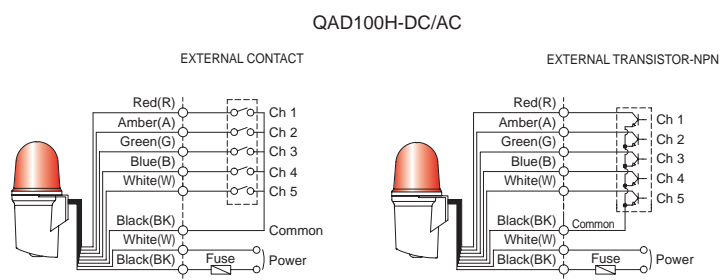 QAD100H-DC/AC
EXTERNAL CONTACT
Red(R)
Amber(A)
Green(G)
Blue(B)
White(W)
Black(BK)
White(W)
Black(BK)
Ch 1
Ch 2
Ch 3
Ch 4
Ch 5
Common
Fuse
Power
EXTERNAL TRANSISTOR-NPN
Red(R)
Amber(A)
Green(G)
Blue(B)
White(W)
Black(BK)
White(W)
Black(BK)
Ch 1
Ch 2
Ch 3
Ch 4
Ch 5
Common
Fuse
Power